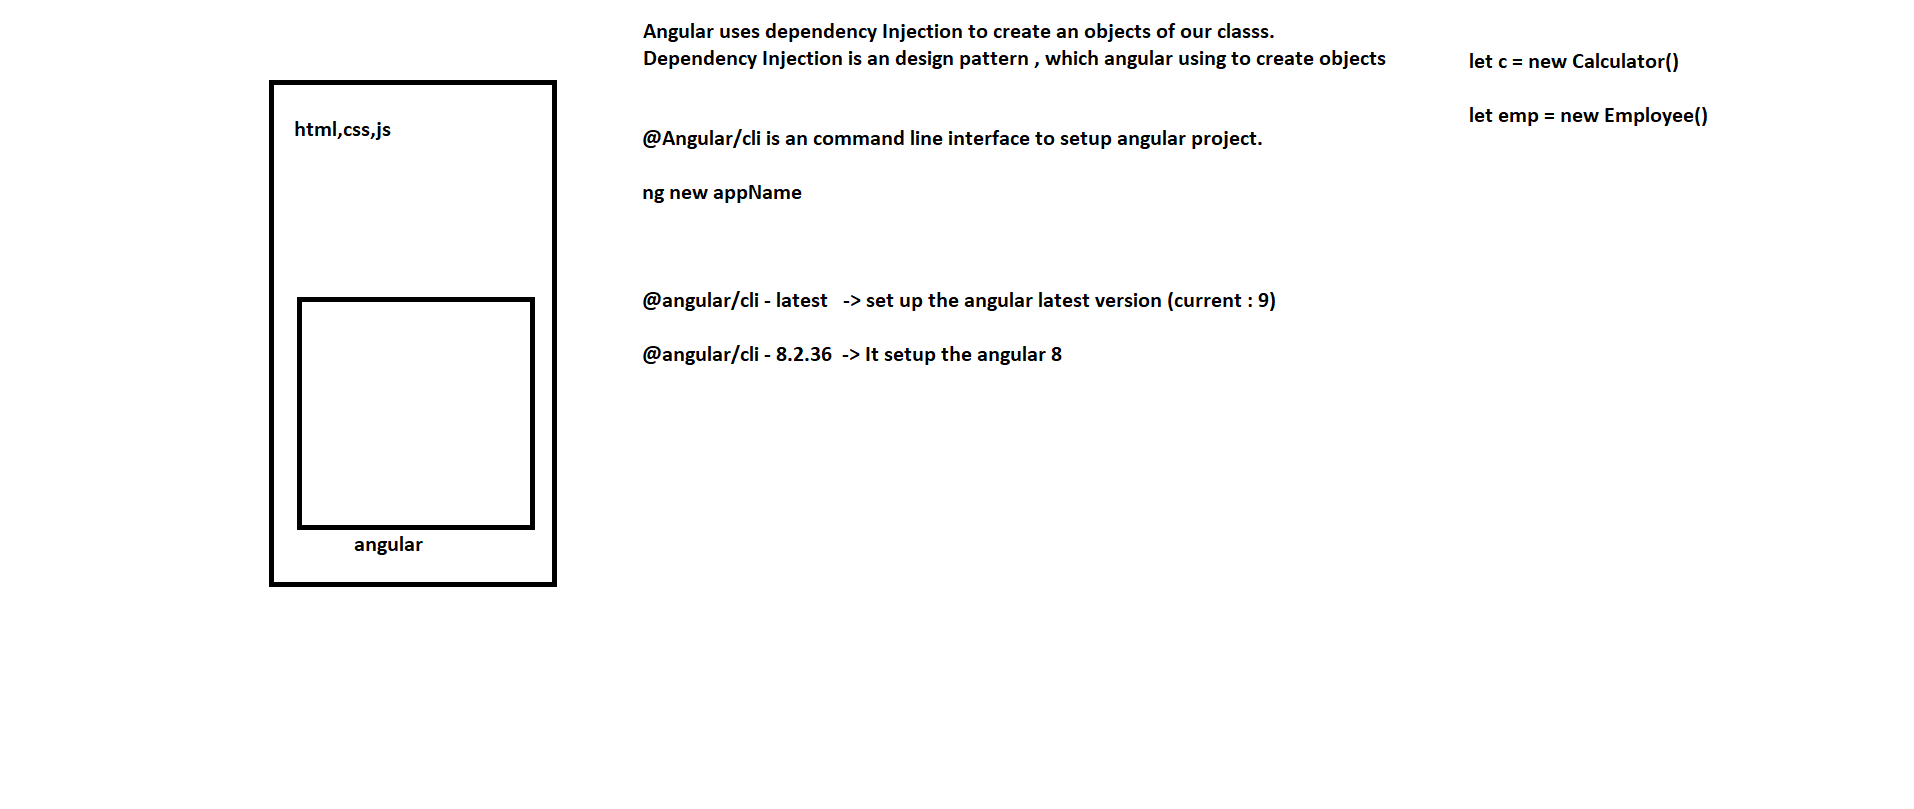 Angular uses dependency Injection to create an objects of our classs.
Dependency Injection is an design pattern , which angular using to create objects
let c = new Calculator()
let emp = new Employee()
html,css,js
@Angular/cli is an command line interface to setup angular project.
ng new appName
@angular/cli - latest -> set up the angular latest version (current : 9)
@angular/cli - 8.2.36 -> It setup the angular 8
angular